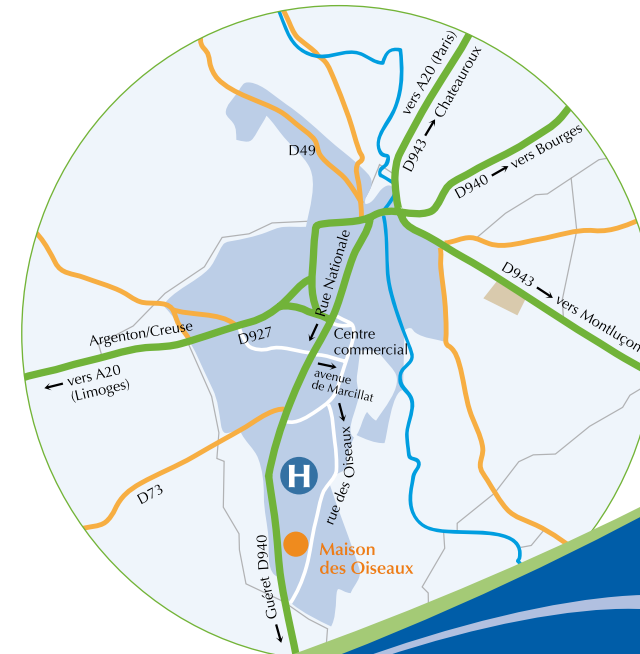 vers A20 (Paris)
D943 → Chateauroux
D49
D940 → vers Bourges
Rue Nationale
D943 → vers Montluçon
Argenton/Creuse
D927
Centre
commercial
← vers A20
(Limoges)
avenue
de Marcillat
rue des Oiseaux
D73
H
Maison
des Oiseaux
Guéret D940